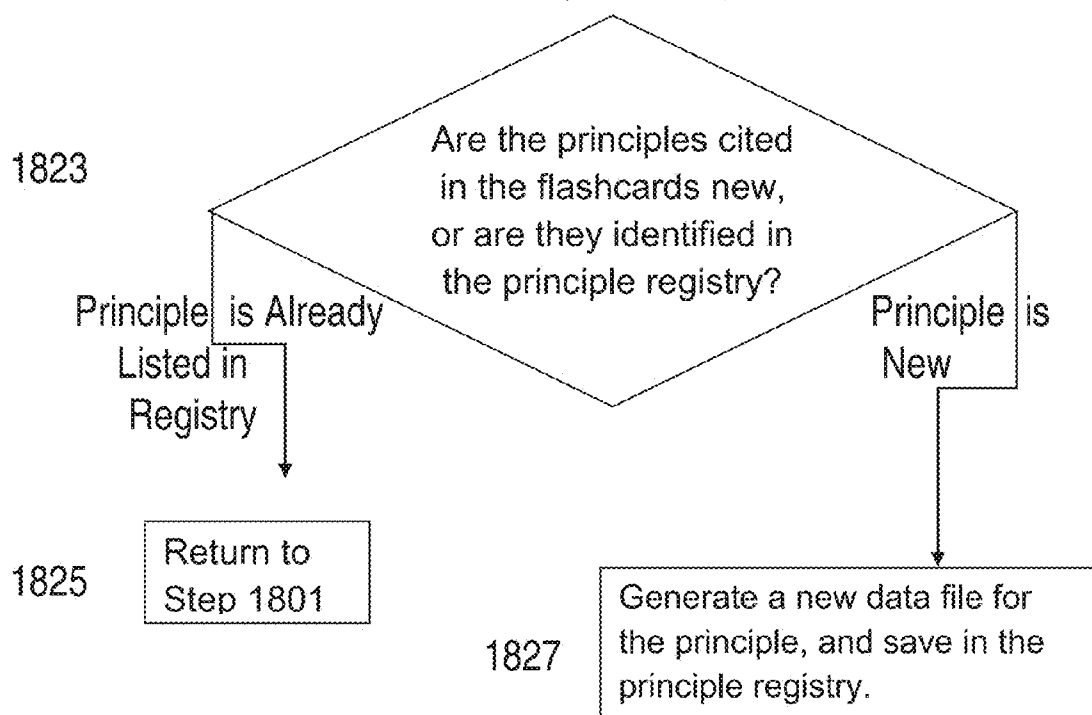 1823
Are the principles cited
in the flashcards new,
or are they identified in
the principle registry?
Principle is Already
Listed in
Registry
Principle is
New
1825
Return to
Step 1801
1827
Generate a new data file for
the principle, and save in the
principle registry.